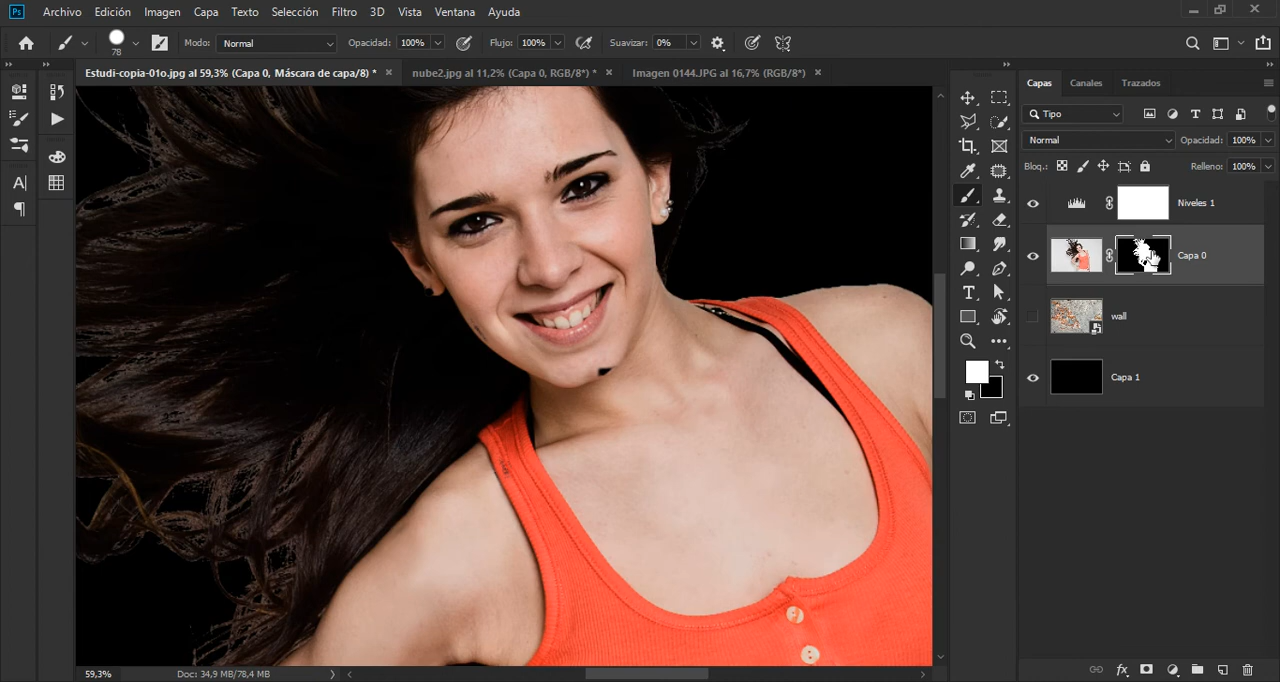 Ps Archivo Edición Imagen Capa Texto Selección Filtro 3D Vista Ventana Ayuda
78 Modo: Normal Opacidad: 100% Flujo: 100% Suavizar: 0%
Estudi-copia-01o.jpg al 59,3% (Capa 0, Máscara de capa/8) * nube2.jpg al 11,2% (Capa 0, RGB/8*) * Imagen 0144.JPG al 16,7% (RGB/8*)
Capas Canales Trazados
Tipo
Normal Opacidad: 100%
Bloq.: Relleno: 100%
Niveles 1
Capa 0
wall
Capa 1
59,3% Doc: 34,9 MB/78,4 MB